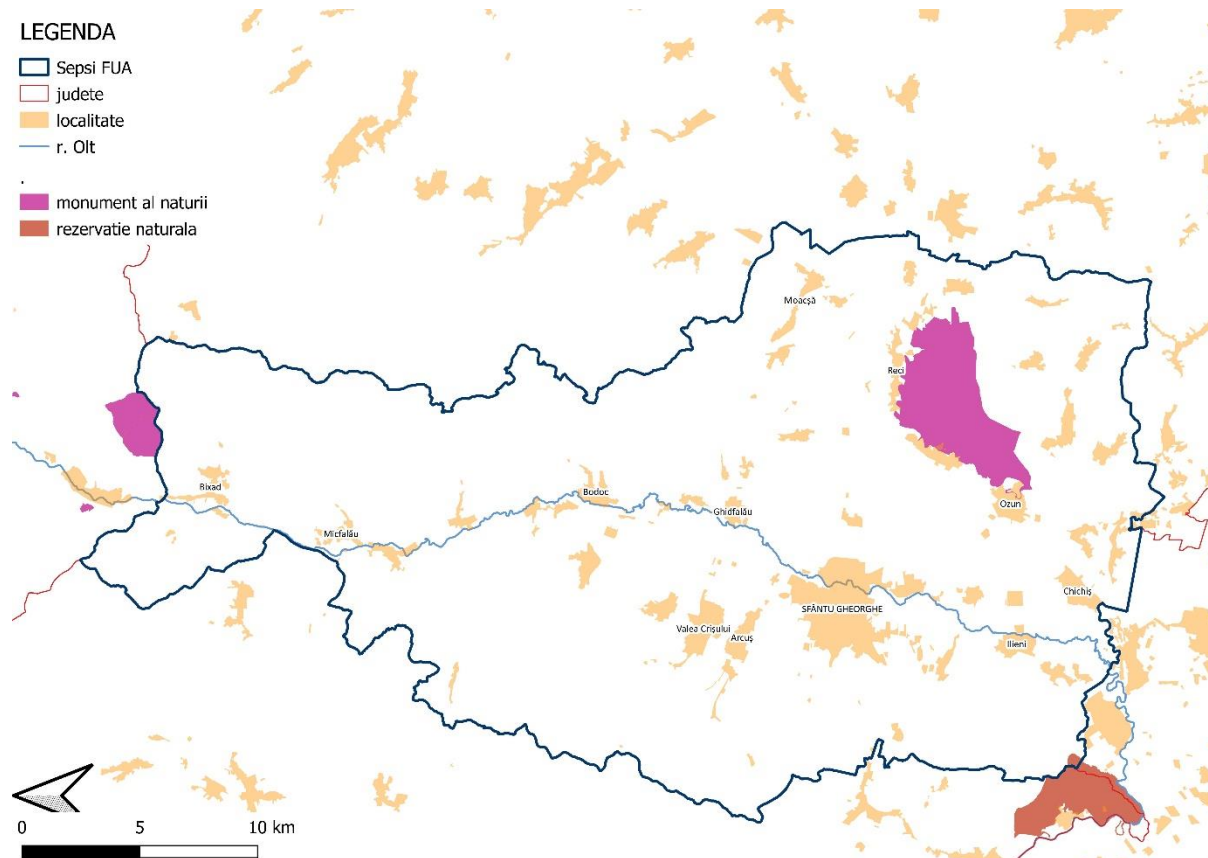 LEGENDA
Sepsi FUA
judete
localitate
r. Olt
.
monument al naturii
rezervatie naturala
Moacșă
Reci
Bixad
Bodoc
Ghidfalău
Ozun
Micfalău
Chichiș
SFÂNTU GHEORGHE
Valea Crișului
Arcuș
Ilieni
0 5 10 km